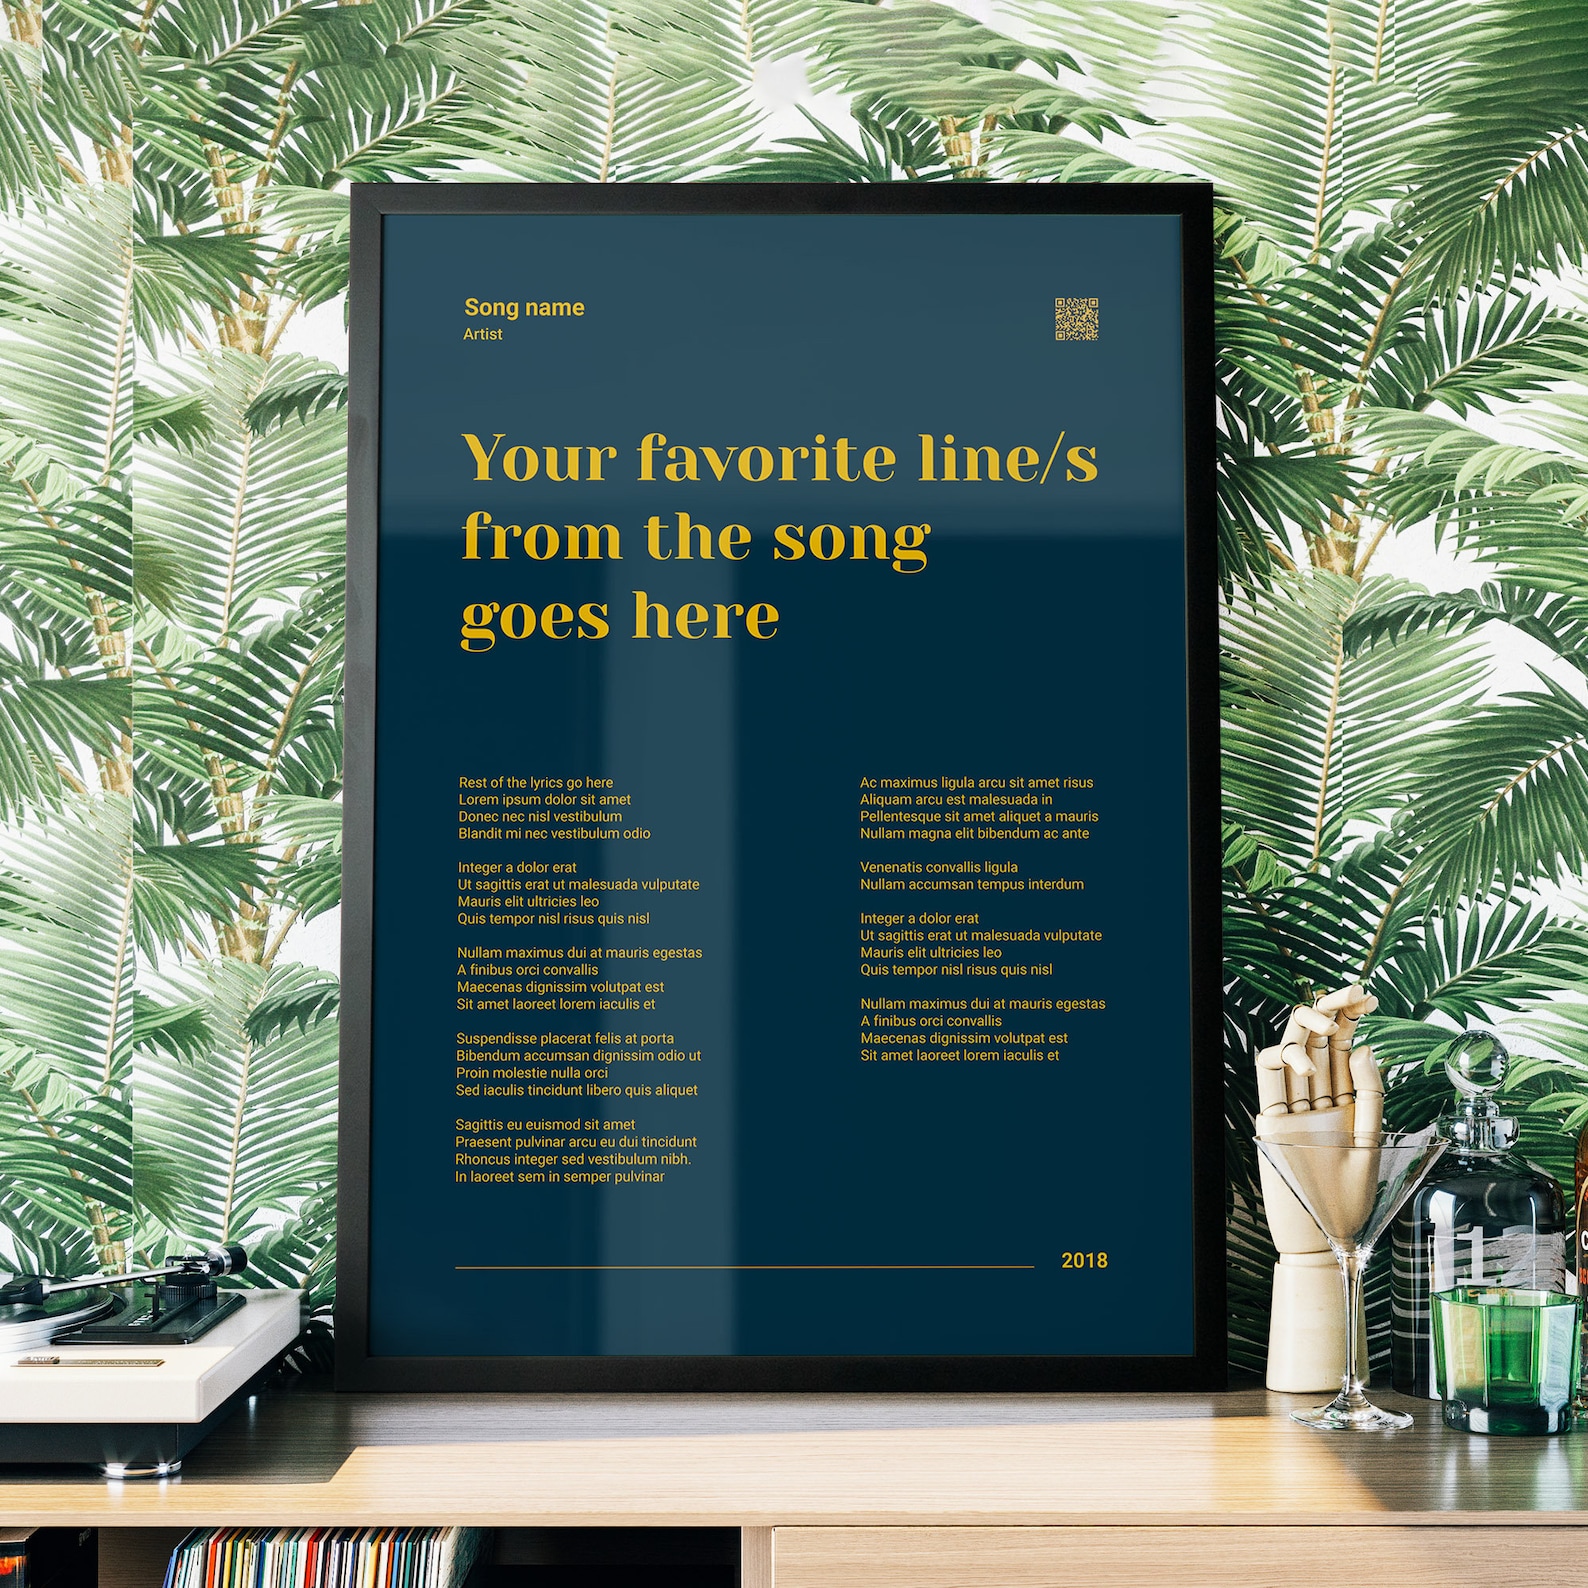 Song name
Artist
Your favorite line/s
from the song
goes here
Rest of the lyrics go here
Lorem ipsum dolor sit amet
Donec nec nisl vestibulum
Blandit mi nec vestibulum odio
Integer a dolor erat
Ut sagittis erat ut malesuada vulputate
Mauris elit ultricies leo
Quis tempor nisl risus quis nisl
Nullam maximus dui at mauris egestas
A finibus orci convallis
Maecenas dignissim volutpat est
Sit amet laoreet lorem iaculis et
Suspendisse placerat felis at porta
Bibendum accumsan dignissim odio ut
Proin molestie nulla orci
Sed iaculis tincidunt libero quis aliquet
Sagittis eu euismod sit amet
Praesent pulvinar arcu eu dui tincidunt
Rhoncus integer sed vestibulum nibh.
In laoreet sem in semper pulvinar
Ac maximus ligula arcu sit amet risus
Aliquam arcu est malesuada in
Pellentesque sit amet aliquet a mauris
Nullam magna elit bibendum ac ante
Venenatis convallis ligula
Nullam accumsan tempus interdum
Integer a dolor erat
Ut sagittis erat ut malesuada vulputate
Mauris elit ultricies leo
Quis tempor nisl risus quis nisl
Nullam maximus dui at mauris egestas
A finibus orci convallis
Maecenas dignissim volutpat est
Sit amet laoreet lorem iaculis et
2018
12